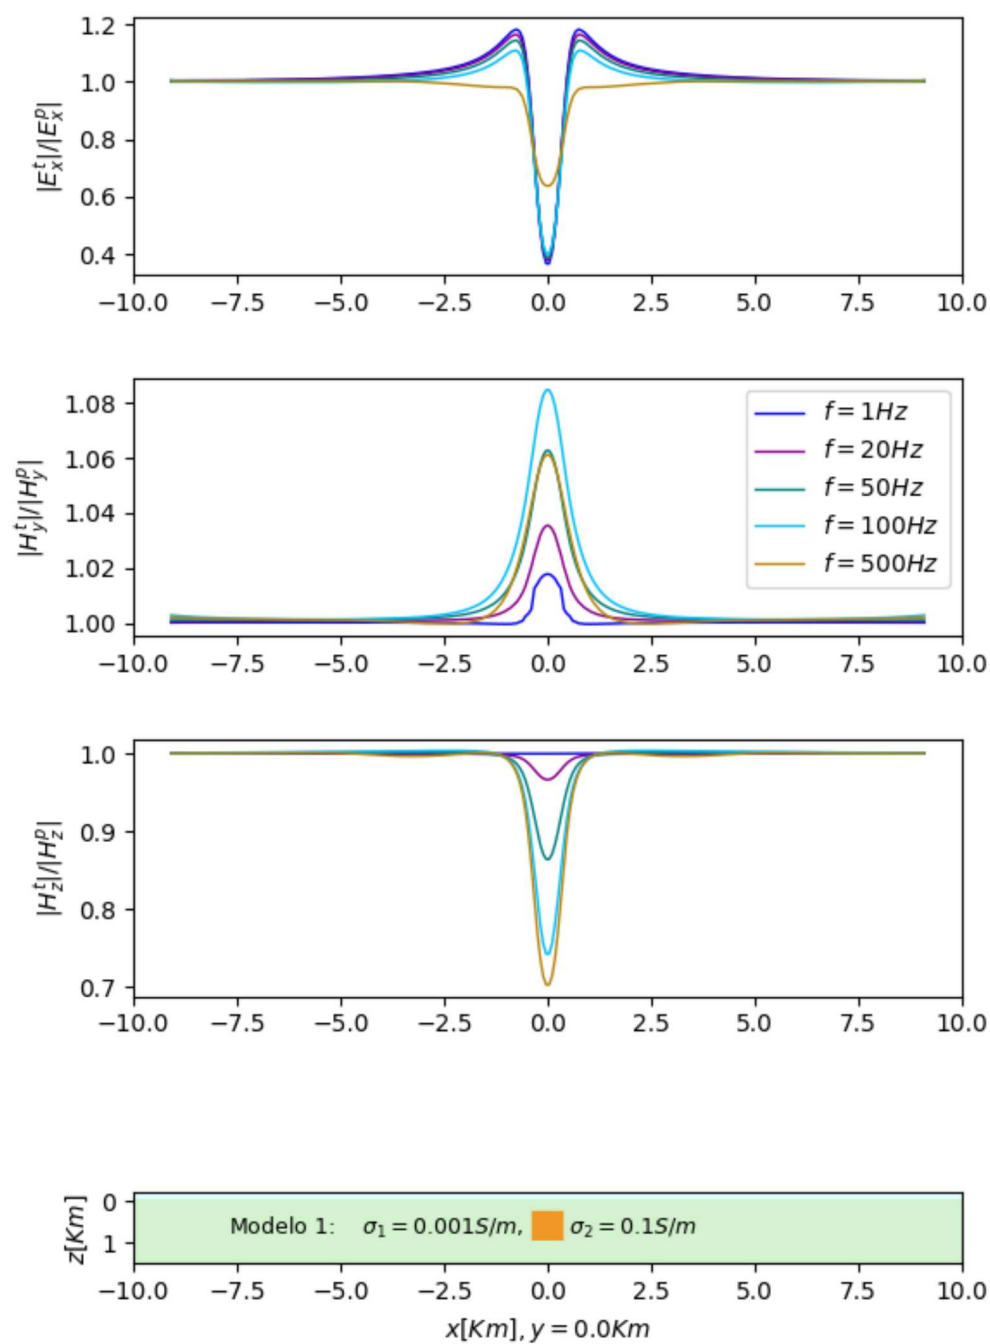 1.2
1.0
0.8
0.6
0.4
|E_x^t|/|E_x^p|
−10.0 −7.5 −5.0 −2.5 0.0 2.5 5.0 7.5 10.0
1.08
1.06
1.04
1.02
1.00
|H_y^t|/|H_y^p|
f = 1Hz
f = 20Hz
f = 50Hz
f = 100Hz
f = 500Hz
−10.0 −7.5 −5.0 −2.5 0.0 2.5 5.0 7.5 10.0
1.0
0.9
0.8
0.7
|H_z^t|/|H_z^p|
−10.0 −7.5 −5.0 −2.5 0.0 2.5 5.0 7.5 10.0
0
1
z[Km]
Modelo 1: σ₁ = 0.001S/m, σ₂ = 0.1S/m
−10.0 −7.5 −5.0 −2.5 0.0 2.5 5.0 7.5 10.0
x[Km], y = 0.0Km